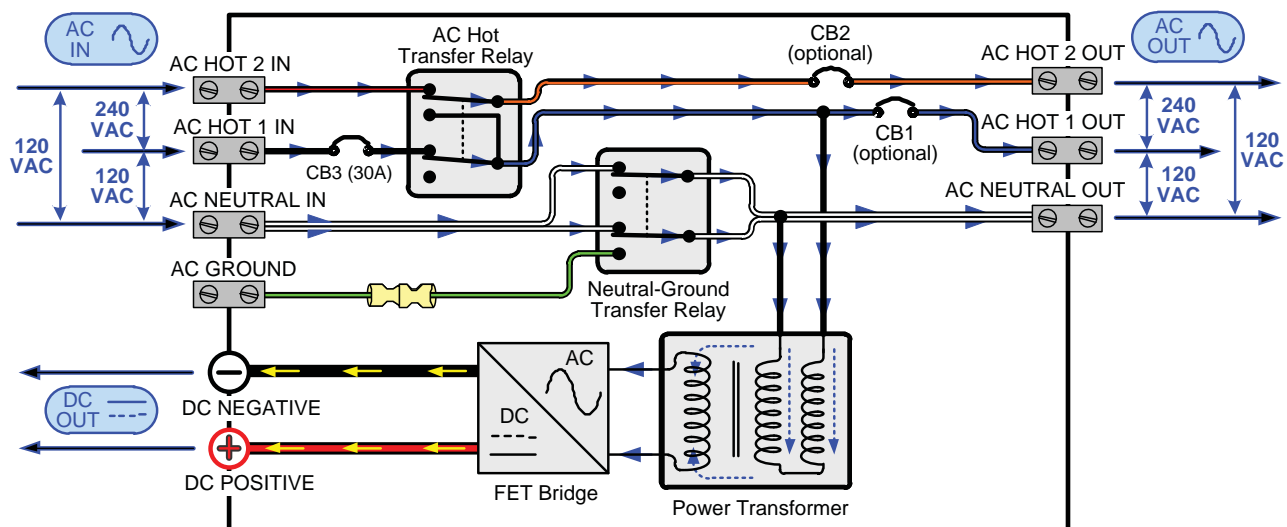 AC
IN
AC HOT 2 IN
AC Hot
Transfer Relay
CB2
(optional)
AC HOT 2 OUT
AC
OUT
240
VAC
120
VAC
120
VAC
AC HOT 1 IN
CB3 (30A)
CB1
(optional)
AC HOT 1 OUT
240
VAC
120
VAC
120
VAC
AC NEUTRAL IN
AC NEUTRAL OUT
AC GROUND
Neutral-Ground
Transfer Relay
DC NEGATIVE
AC
DC
OUT
DC
DC POSITIVE
FET Bridge
Power Transformer